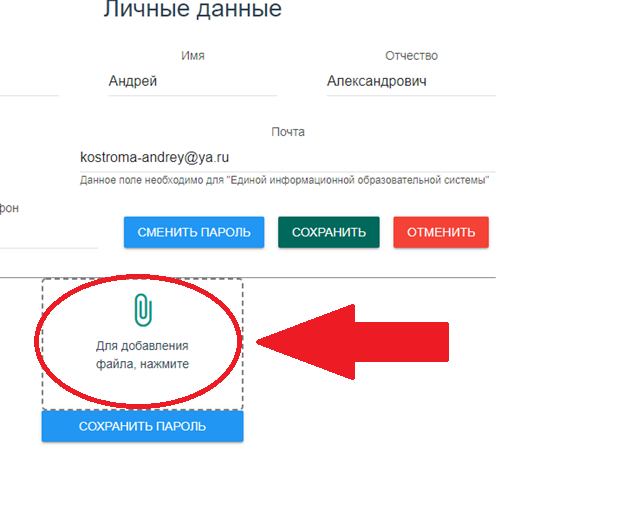 Личные данные
Имя
Отчество
Андрей
Александрович
Почта
kostroma-andrey@ya.ru
Данное поле необходимо для "Единой информационной образовательной системы"
фон
СМЕНИТЬ ПАРОЛЬ
СОХРАНИТЬ
ОТМЕНИТЬ
Для добавления
файла, нажмите
СОХРАНИТЬ ПАРОЛЬ